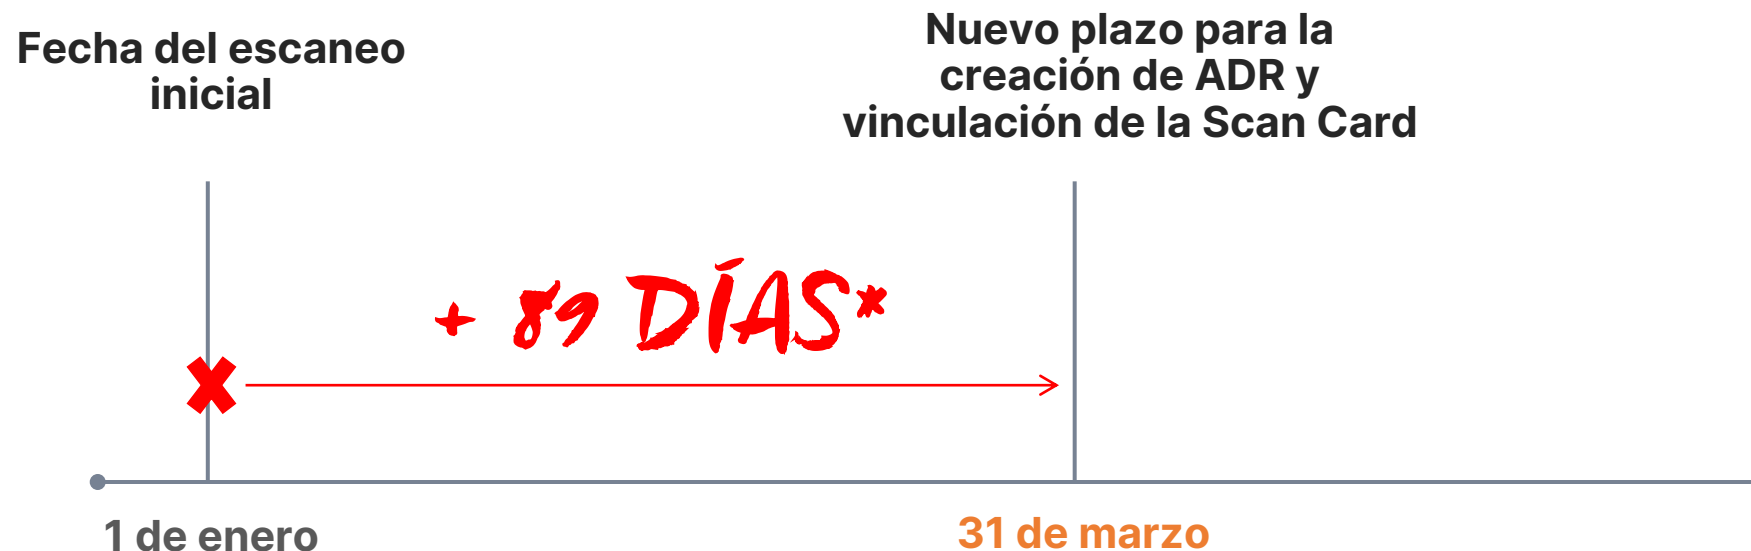 Fecha del escaneo
inicial
Nuevo plazo para la
creación de ADR y
vinculación de la Scan Card
+ 89 DÍAS*
1 de enero
31 de marzo